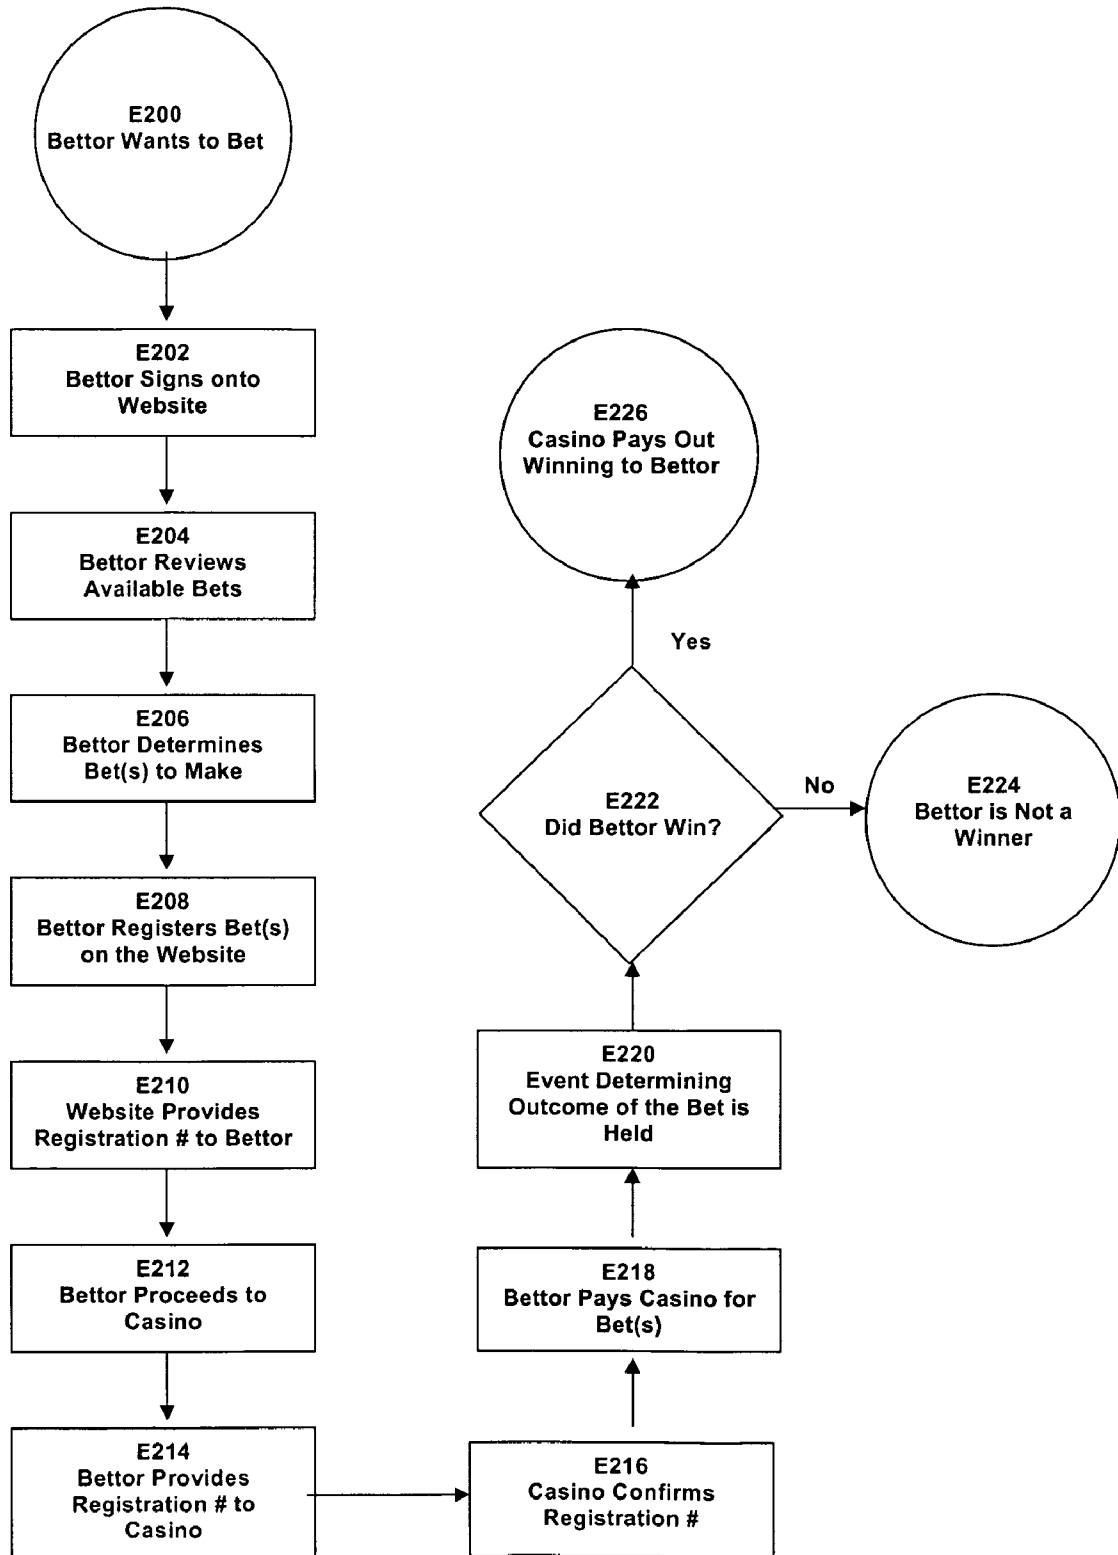 E200
Bettor Wants to Bet
E202
Bettor Signs onto
Website
E204
Bettor Reviews
Available Bets
E206
Bettor Determines
Bet(s) to Make
E208
Bettor Registers Bet(s)
on the Website
E210
Website Provides
Registration # to Bettor
E212
Bettor Proceeds to
Casino
E214
Bettor Provides
Registration # to
Casino
E216
Casino Confirms
Registration #
E218
Bettor Pays Casino for
Bet(s)
E220
Event Determining
Outcome of the Bet is
Held
E222
Did Bettor Win?
No
E224
Bettor is Not a
Winner
Yes
E226
Casino Pays Out
Winning to Bettor